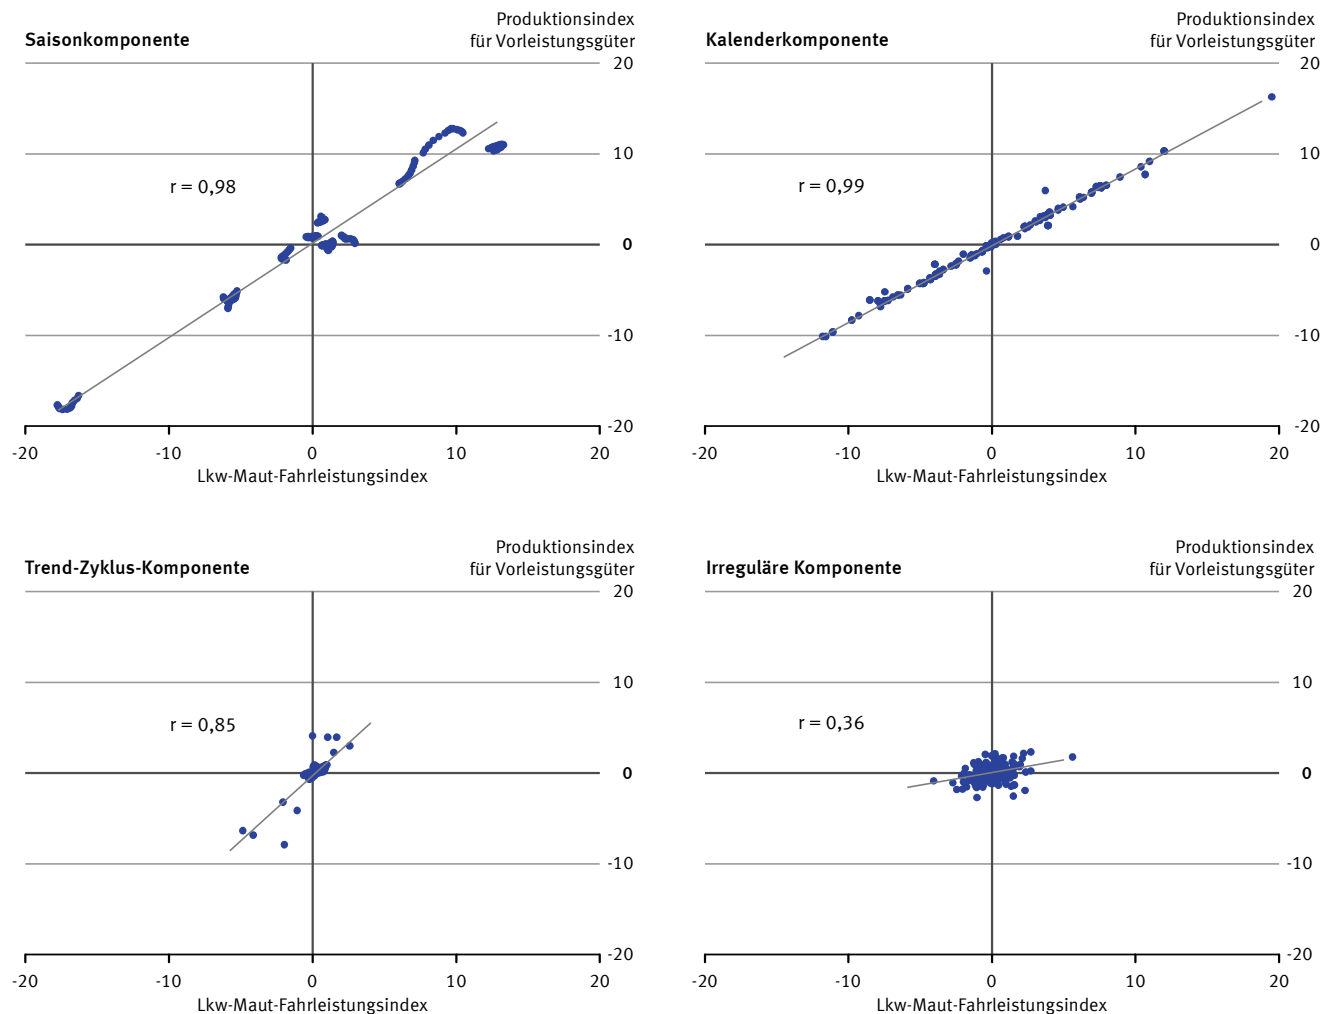 Produktionsindex
Saisonkomponente für Vorleistungsgüter
20
10
r = 0,98
0
-10
-20
-20 -10 0 10 20
Lkw-Maut-Fahrleistungsindex
Produktionsindex
Kalenderkomponente für Vorleistungsgüter
20
10
r = 0,99
0
-10
-20
-20 -10 0 10 20
Lkw-Maut-Fahrleistungsindex
Produktionsindex
Trend-Zyklus-Komponente für Vorleistungsgüter
20
10
r = 0,85
0
-10
-20
-20 -10 0 10 20
Lkw-Maut-Fahrleistungsindex
Produktionsindex
Irreguläre Komponente für Vorleistungsgüter
20
10
r = 0,36
0
-10
-20
-20 -10 0 10 20
Lkw-Maut-Fahrleistungsindex